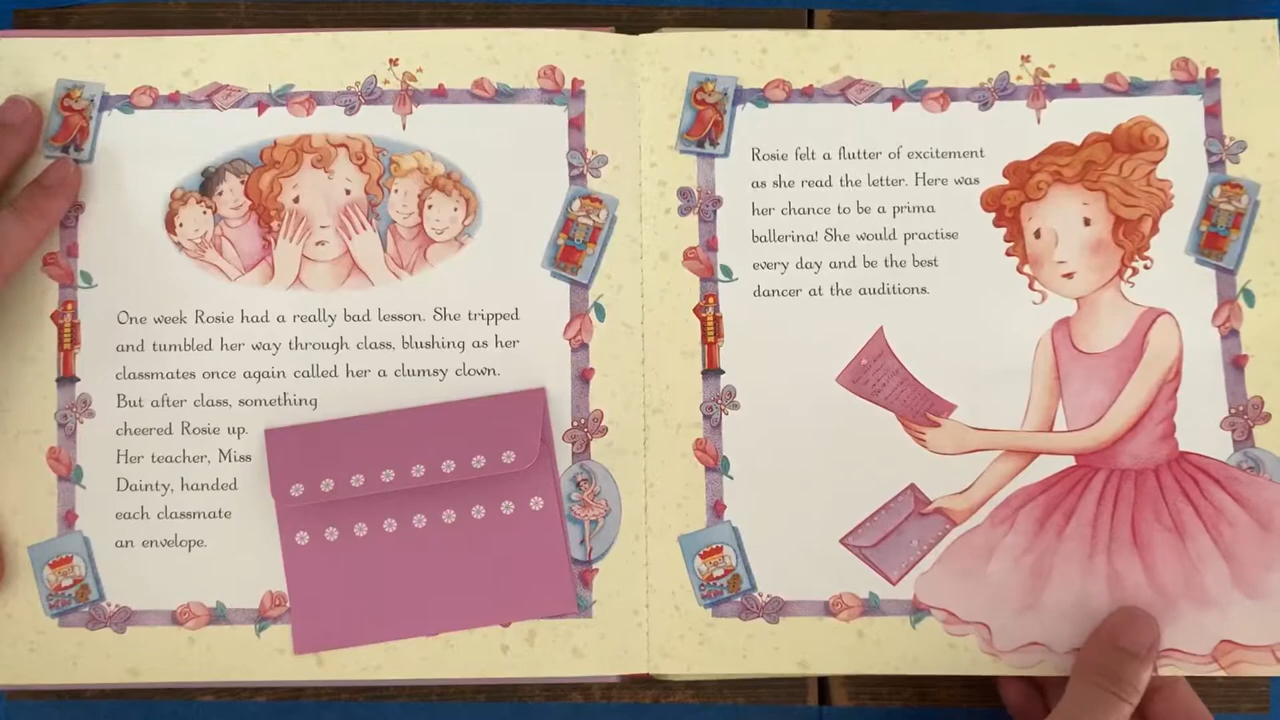 One week Rosie had a really bad lesson. She tripped
and tumbled her way through class, blushing as her
classmates once again called her a clumsy clown.
But after class, something
cheered Rosie up.
Her teacher, Miss
Dainty, handed
each classmate
an envelope.
Rosie felt a flutter of excitement
as she read the letter. Here was
her chance to be a prima
ballerina! She would practise
every day and be the best
dancer at the auditions.